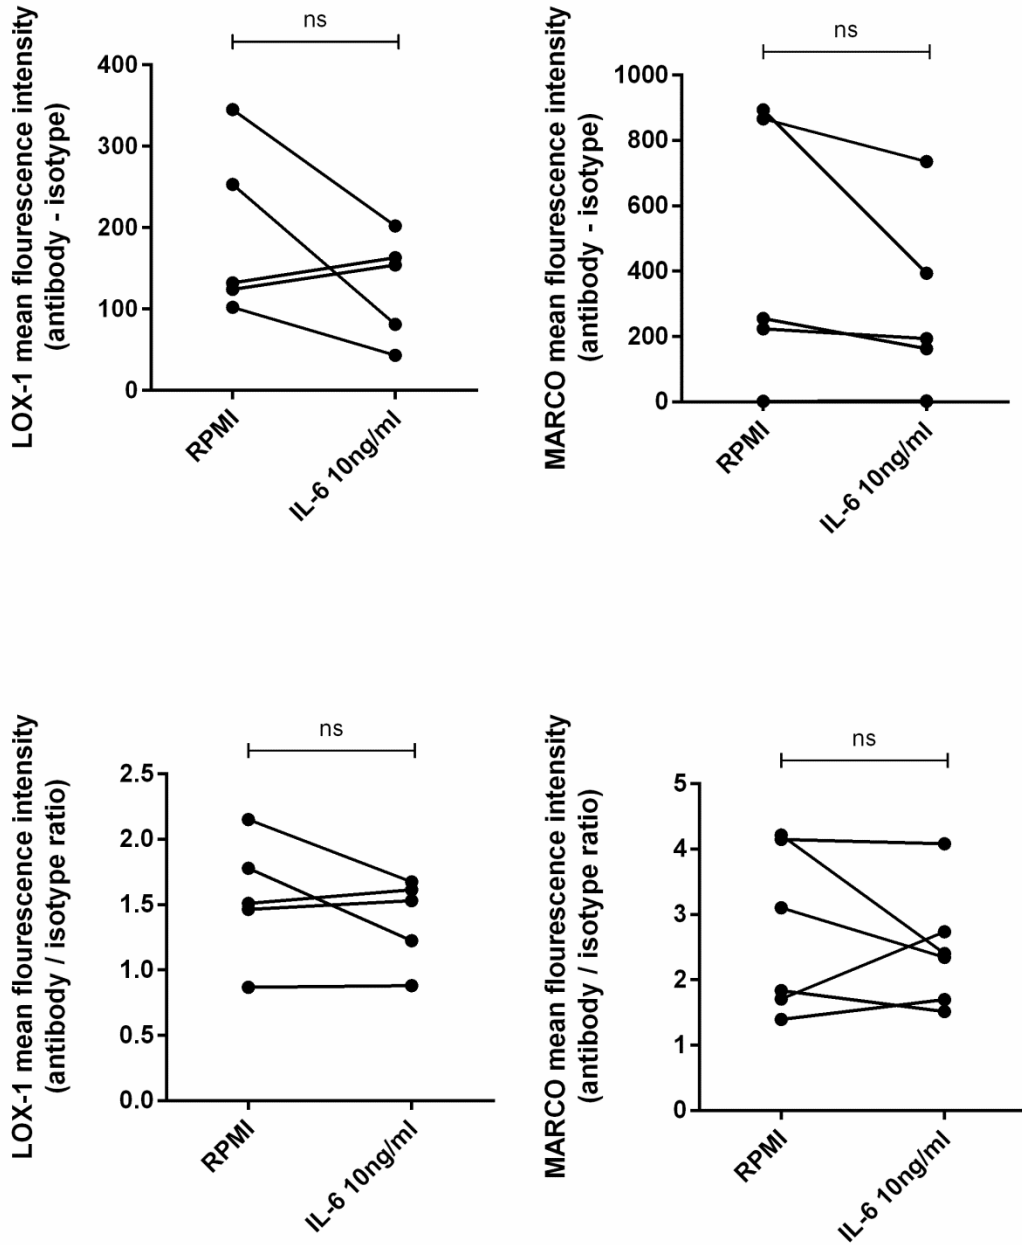 LOX-1 mean flourescence intensity
(antibody - isotype)
ns
400
300
200
100
0
RPMI
IL-6 10ng/ml
MARCO mean flourescence intensity
(antibody - isotype)
ns
1000
800
600
400
200
0
RPMI
IL-6 10ng/ml
LOX-1 mean flourescence intensity
(antibody / isotype ratio)
ns
2.5
2.0
1.5
1.0
0.5
0.0
RPMI
IL-6 10ng/ml
MARCO mean flourescence intensity
(antibody / isotype ratio)
ns
5
4
3
2
1
0
RPMI
IL-6 10ng/ml